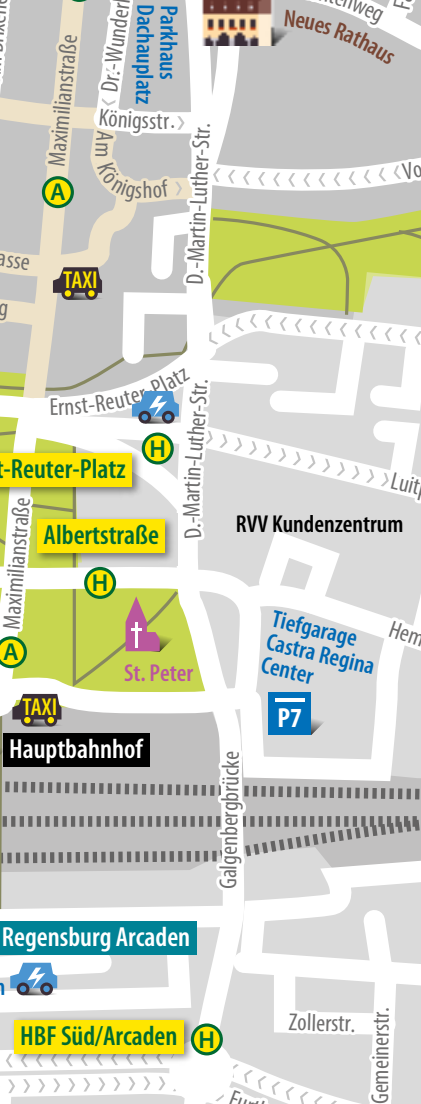 Neues Rathaus
Parkhaus
Dachauplatz
Maximilianstraße
Königsstr.
Am Königshof
D.-Martin-Luther-Str.
A
TAXI
Ernst-Reuter-Platz
H
D.-Martin-Luther-Str.
t-Reuter-Platz
RVV Kundenzentrum
Maximilianstraße
Albertstraße
H
A
St. Peter
Tiefgarage
Castra Regina
Center
P7
TAXI
Hauptbahnhof
Galgenbergbrücke
Regensburg Arcaden
HBF Süd/Arcaden
H
Zollerstr.
Gemeinerstr.